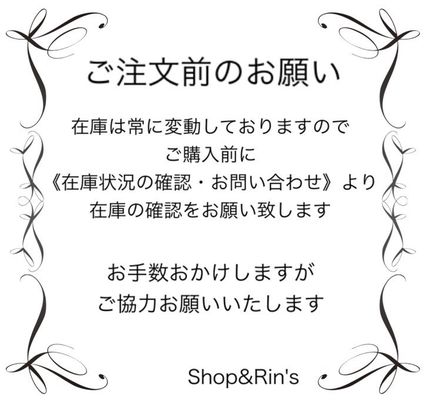 ご注文前のお願い
在庫は常に変動しておりますので
ご購入前に
《在庫状況の確認・お問い合わせ》より
在庫の確認をお願い致します
お手数おかけしますが
ご協力お願いいたします
Shop&Rin's